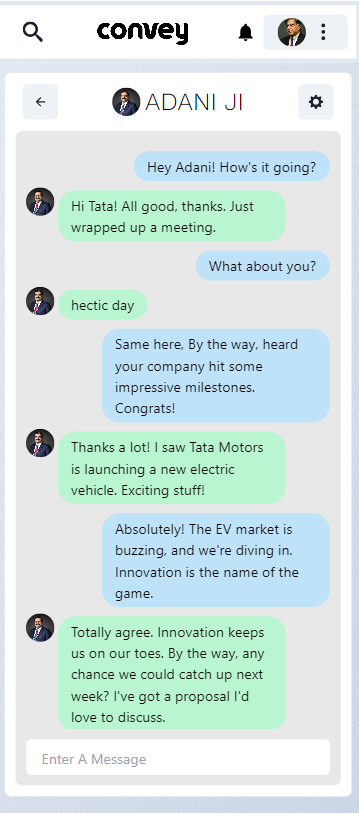 convey
ADANI JI
Hey Adani! How's it going?
Hi Tata! All good, thanks. Just
wrapped up a meeting.
What about you?
hectic day
Same here, By the way, heard
your company hit some
impressive milestones.
Congrats!
Thanks a lot! I saw Tata Motors
is launching a new electric
vehicle. Exciting stuff!
Absolutely! The EV market is
buzzing, and we're diving in.
Innovation is the name of the
game.
Totally agree. Innovation keeps
us on our toes. By the way, any
chance we could catch up next
week? I've got a proposal I'd
love to discuss.
Enter A Message